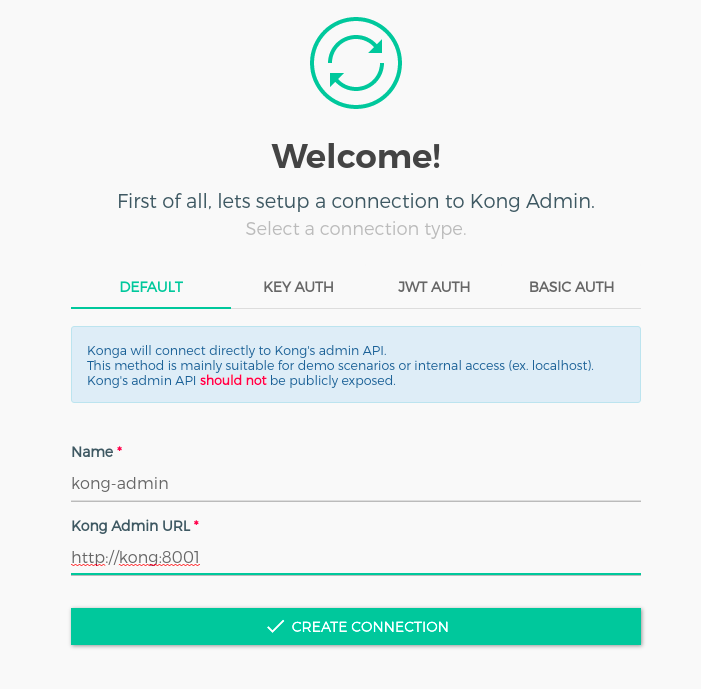 Welcome!
First of all, lets setup a connection to Kong Admin.
Select a connection type.
DEFAULT KEY AUTH JWT AUTH BASIC AUTH
Konga will connect directly to Kong's admin API.
This method is mainly suitable for demo scenarios or internal access (ex. localhost).
Kong's admin API should not be publicly exposed.
Name *
kong-admin
Kong Admin URL *
http://kong:8001
CREATE CONNECTION